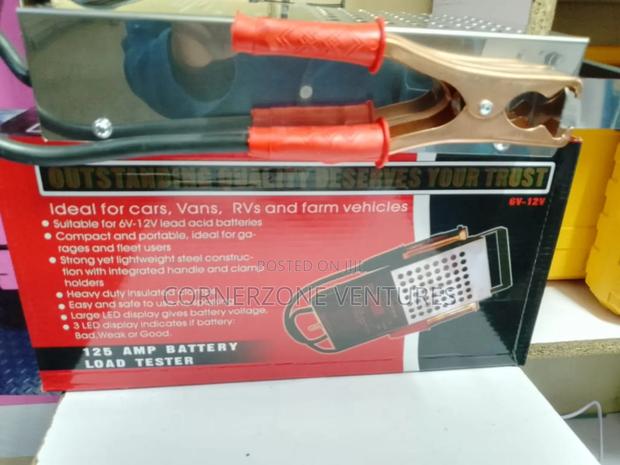 OUTSTANDING QUALITY DESERVES YOUR TRUST
6V-12V
Ideal for cars, Vans, RVs and farm vehicles
Suitable for 6V-12V lead acid batteries
Compact and portable, ideal for ga-
rages and fleet users
Strong yet lightweight steel construc-
tion with integrated handle and clamp
holders
Heavy duty insulated clamps
Easy and safe to use
Large LED display gives battery voltage.
3 LED display indicates if battery:
Bad,Weak or Good.
125 AMP BATTERY
LOAD TESTER
POSTED ON JIJI
CORNERZONE VENTURES